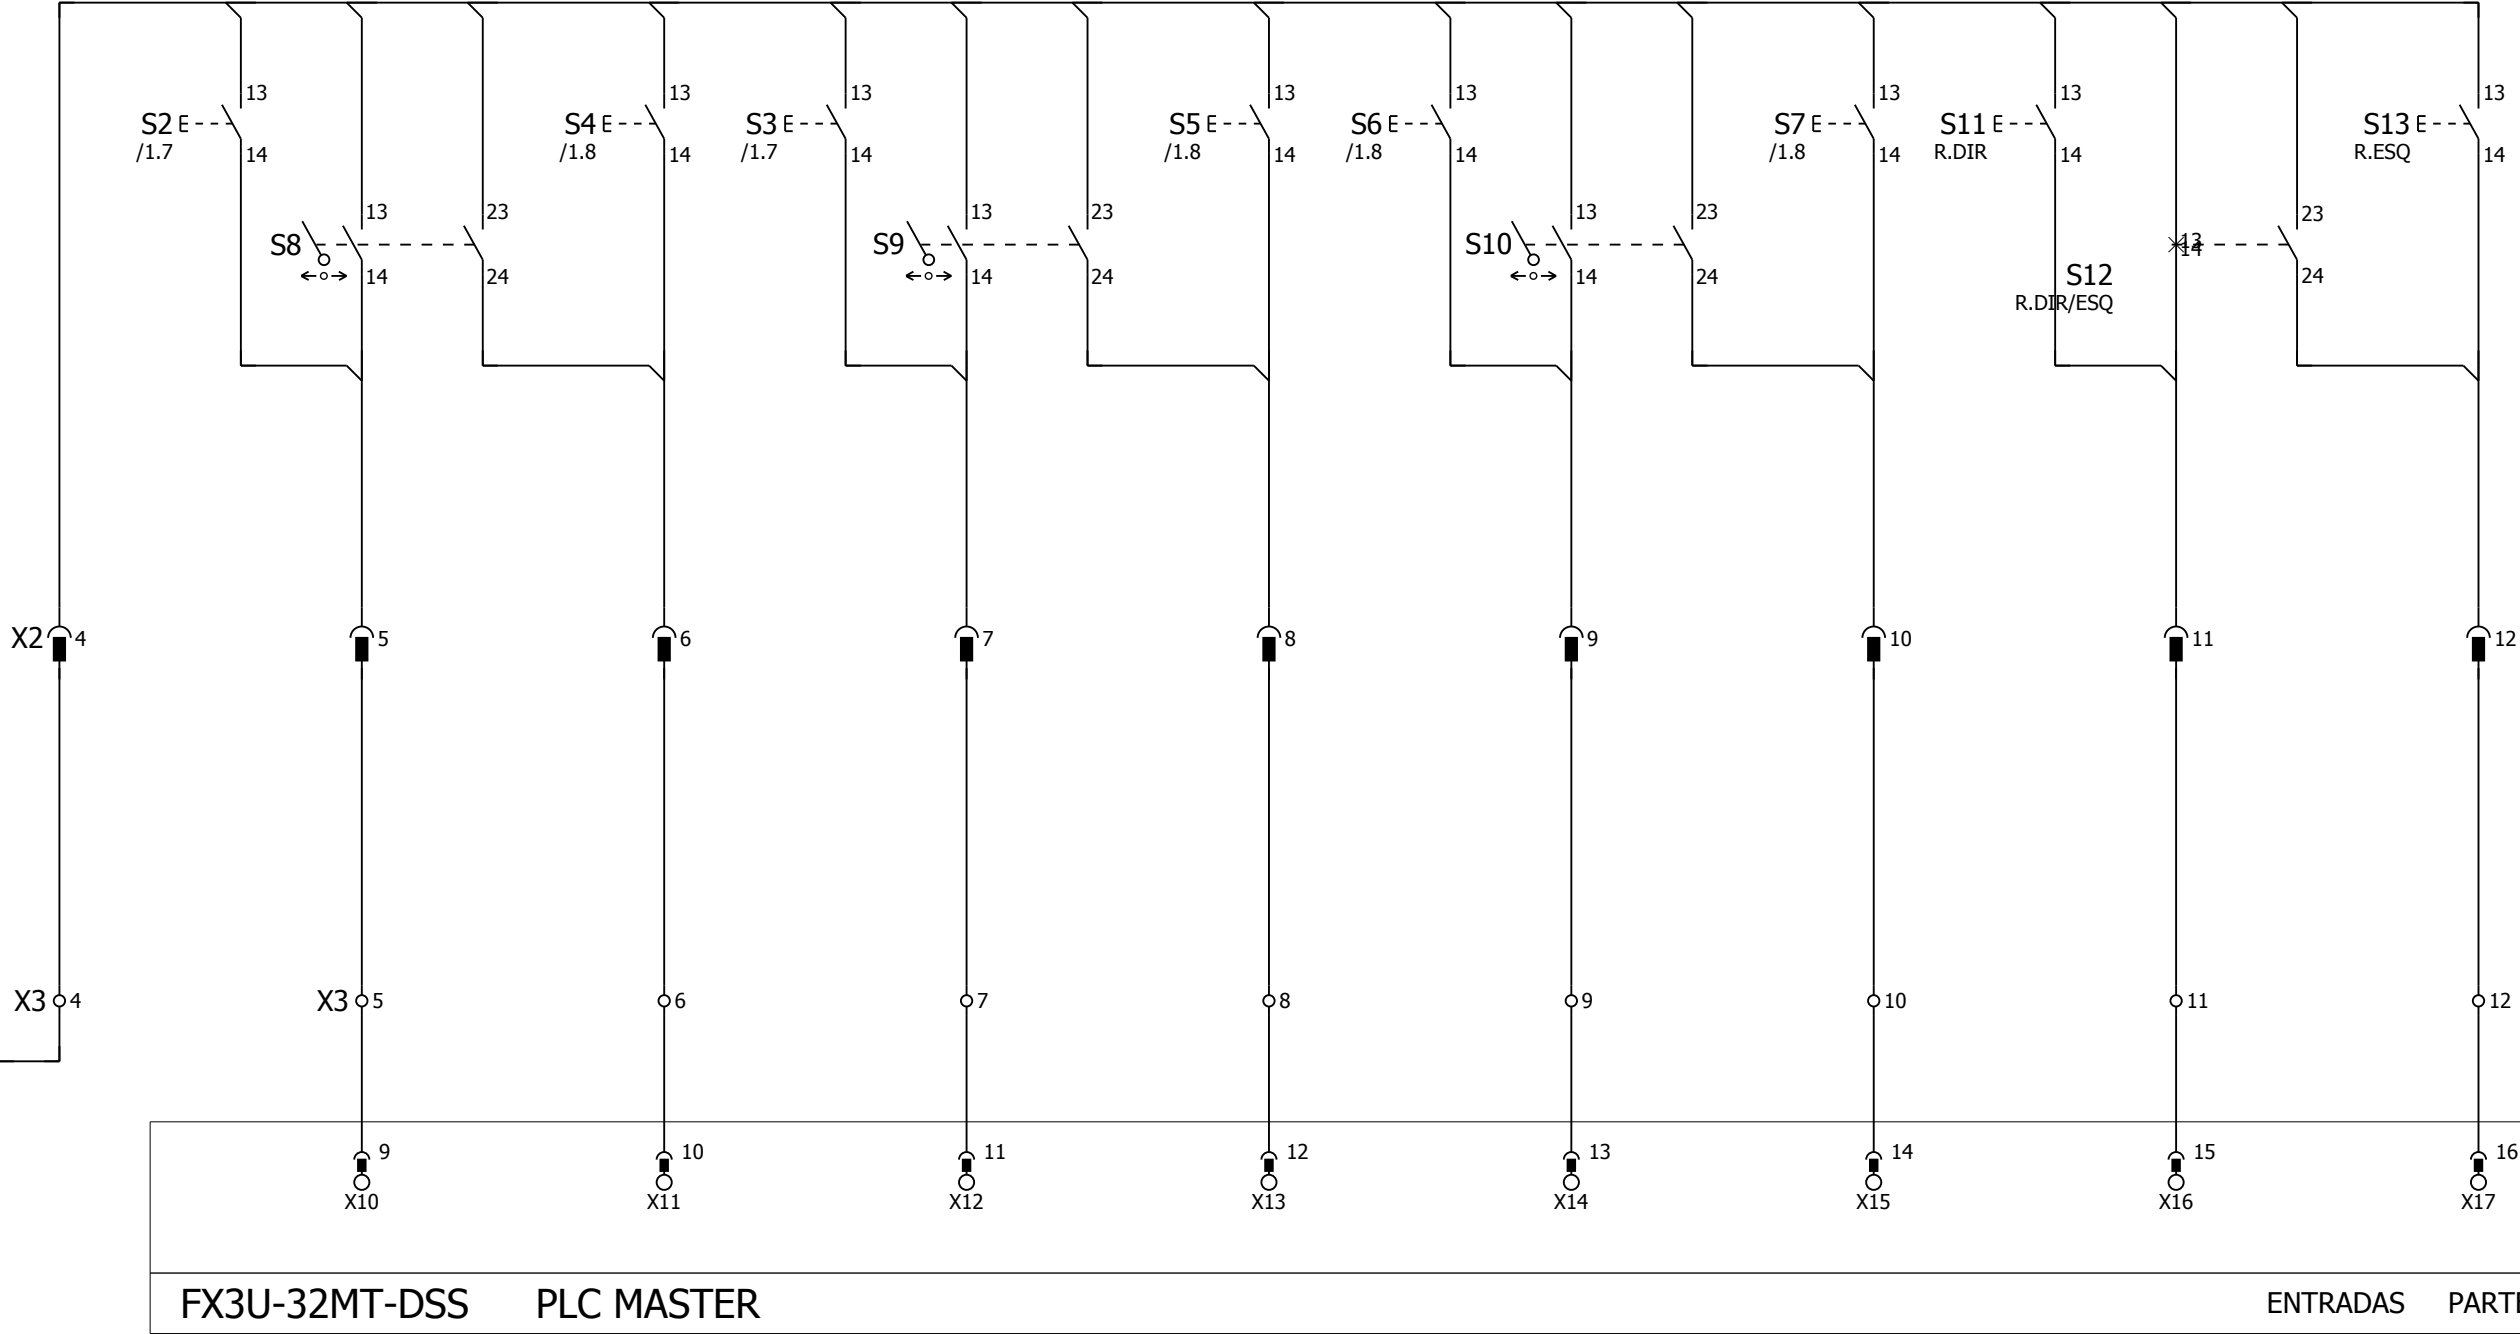 13 13 13 13 13 13 13 13
S2 S4 S3 S5 S6 S7 S11 S13
/1.7 /1.8 /1.7 /1.8 /1.8 /1.8 R.DIR R.ESQ
14 14 14 14 14 14 14 14
13 23 13 23 13 23 23
S8 S9 S10 13
14
14 24 14 24 14 24 S12 24
R.DIR/ESQ
X2 4 5 6 7 8 9 10 11 12
X3 4 X3 5 6 7 8 9 10 11 12
9 10 11 12 13 14 15 16
X10 X11 X12 X13 X14 X15 X16 X17
FX3U-32MT-DSS PLC MASTER ENTRADAS PARTE